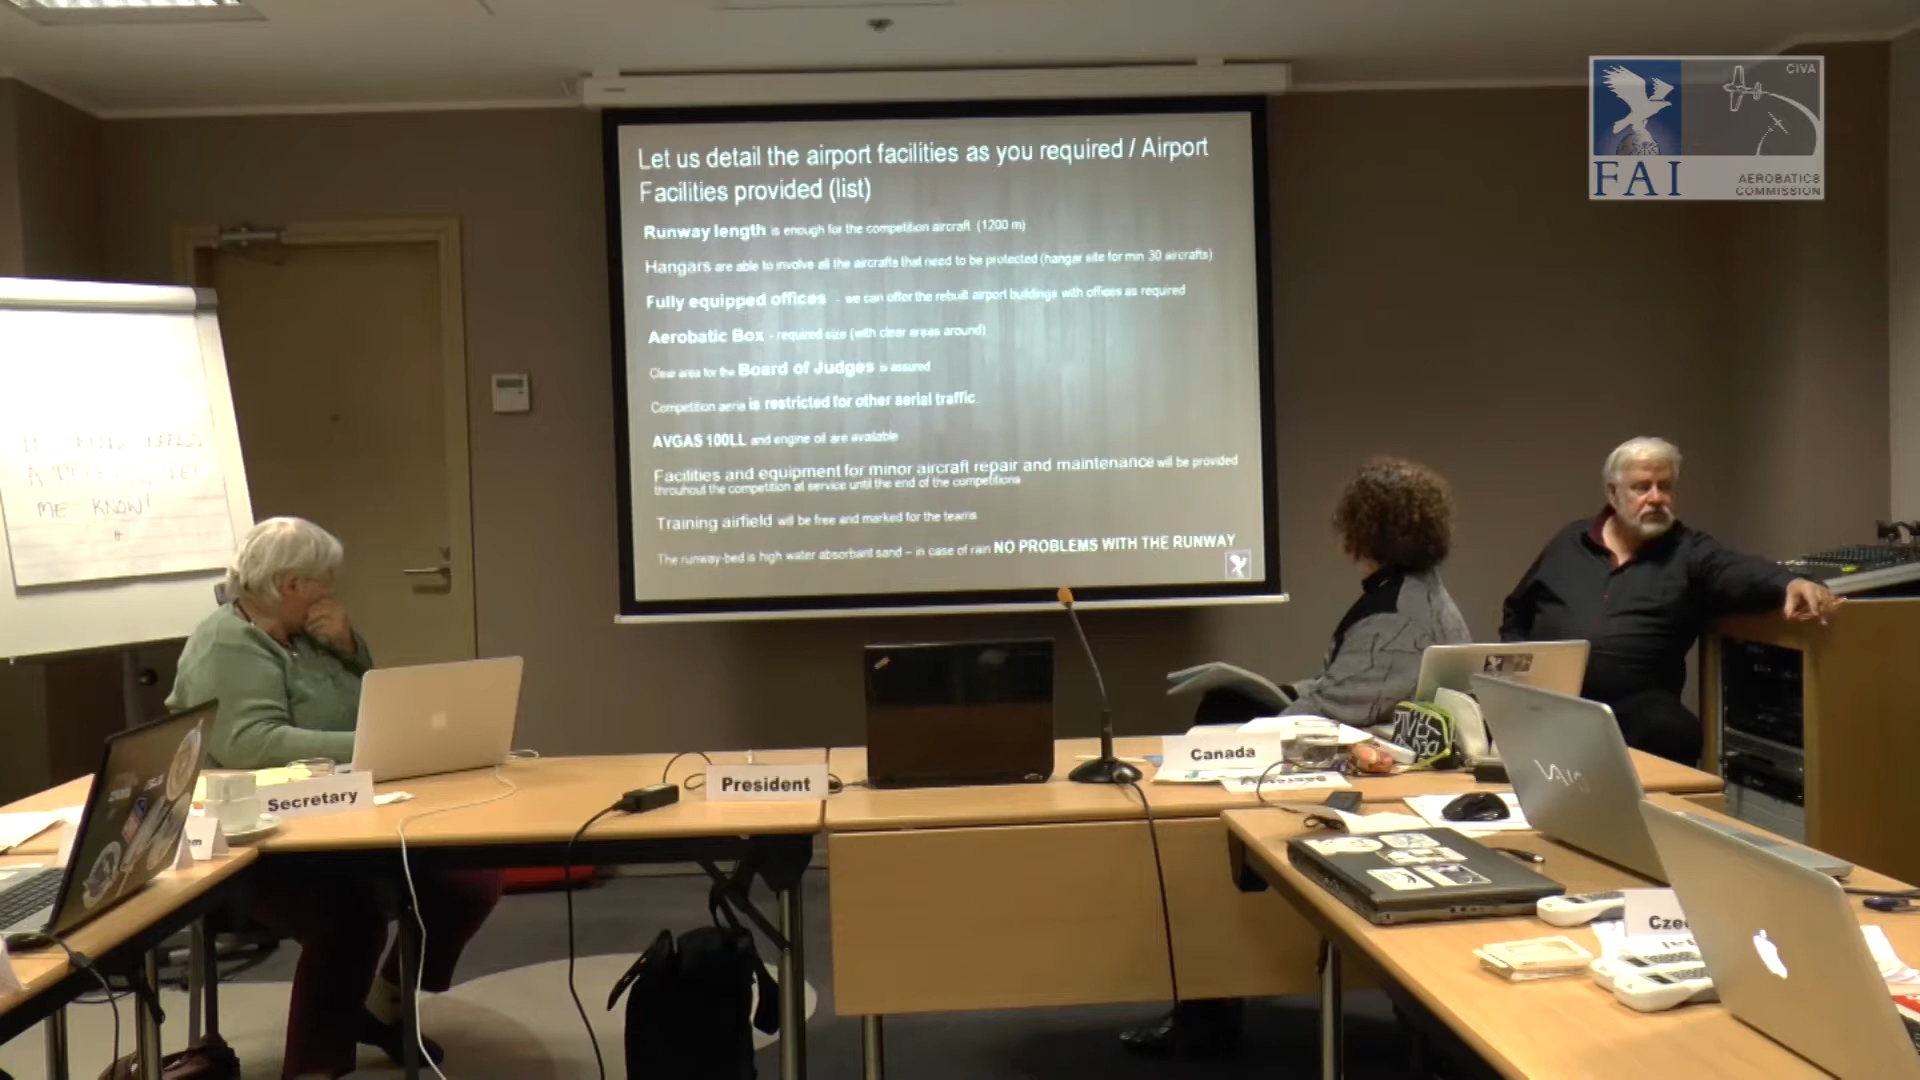 CIVA
FAI
AEROBATICS
COMMISSION
Let us detail the airport facilities as you required / Airport
Facilities provided (list)
Runway length is enough for the competition aircraft (1200 m)
Hangars are able to involve all the aircrafts that need to be protected (hangar site for min 30 aircrafts)
Fully equipped offices - we can offer the rebuilt airport buildings with offices as required
Aerobatic Box - required size (with clear areas around)
Clear area for the Board of Judges is assured
Competition aeria is restricted for other aerial traffic.
AVGAS 100LL and engine oil are available
Facilities and equipment for minor aircraft repair and maintenance will be provided
throuhout the competition at service until the end of the competitions
Training airfield will be free and marked for the teams
The runway-bed is high water absorbant sand – in case of rain NO PROBLEMS WITH THE RUNWAY
ME KNOW!
Secretary
President
Canada
VAIO